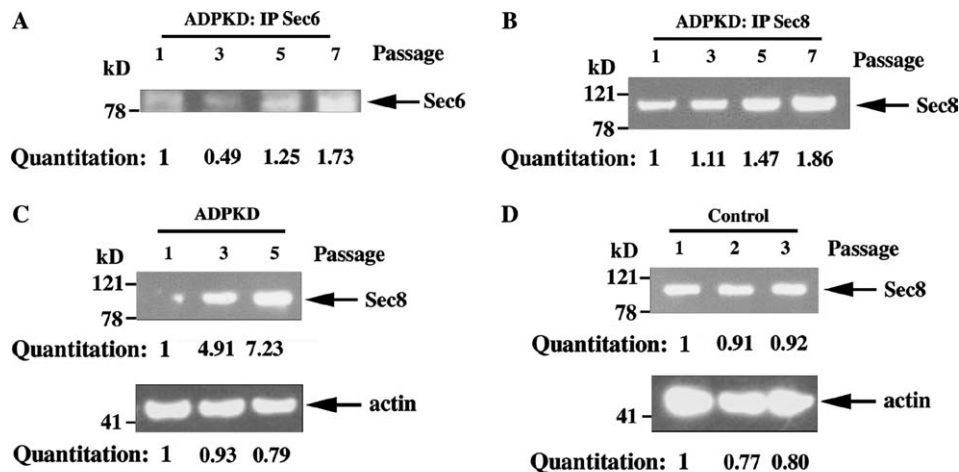 A
ADPKD: IP Sec6
1 3 5 7 Passage
kD
78
Sec6
Quantitation: 1 0.49 1.25 1.73
B
ADPKD: IP Sec8
1 3 5 7 Passage
kD
121
78
Sec8
Quantitation: 1 1.11 1.47 1.86
C
ADPKD
1 3 5 Passage
kD
121
78
Sec8
Quantitation: 1 4.91 7.23
41
actin
Quantitation: 1 0.93 0.79
D
Control
1 2 3 Passage
kD
121
78
Sec8
Quantitation: 1 0.91 0.92
41
actin
Quantitation: 1 0.77 0.80